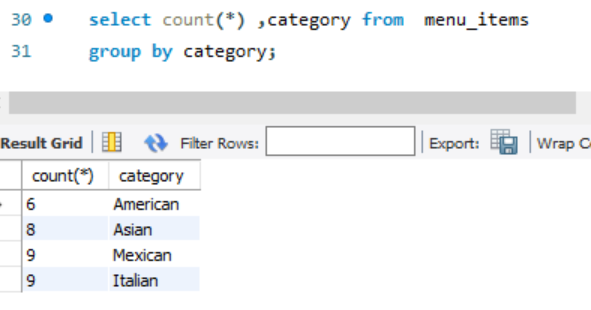 30 select count(*) ,category from menu_items
31 group by category;
Result Grid Filter Rows: Export: Wrap C
count(*) category
6 American
8 Asian
9 Mexican
9 Italian